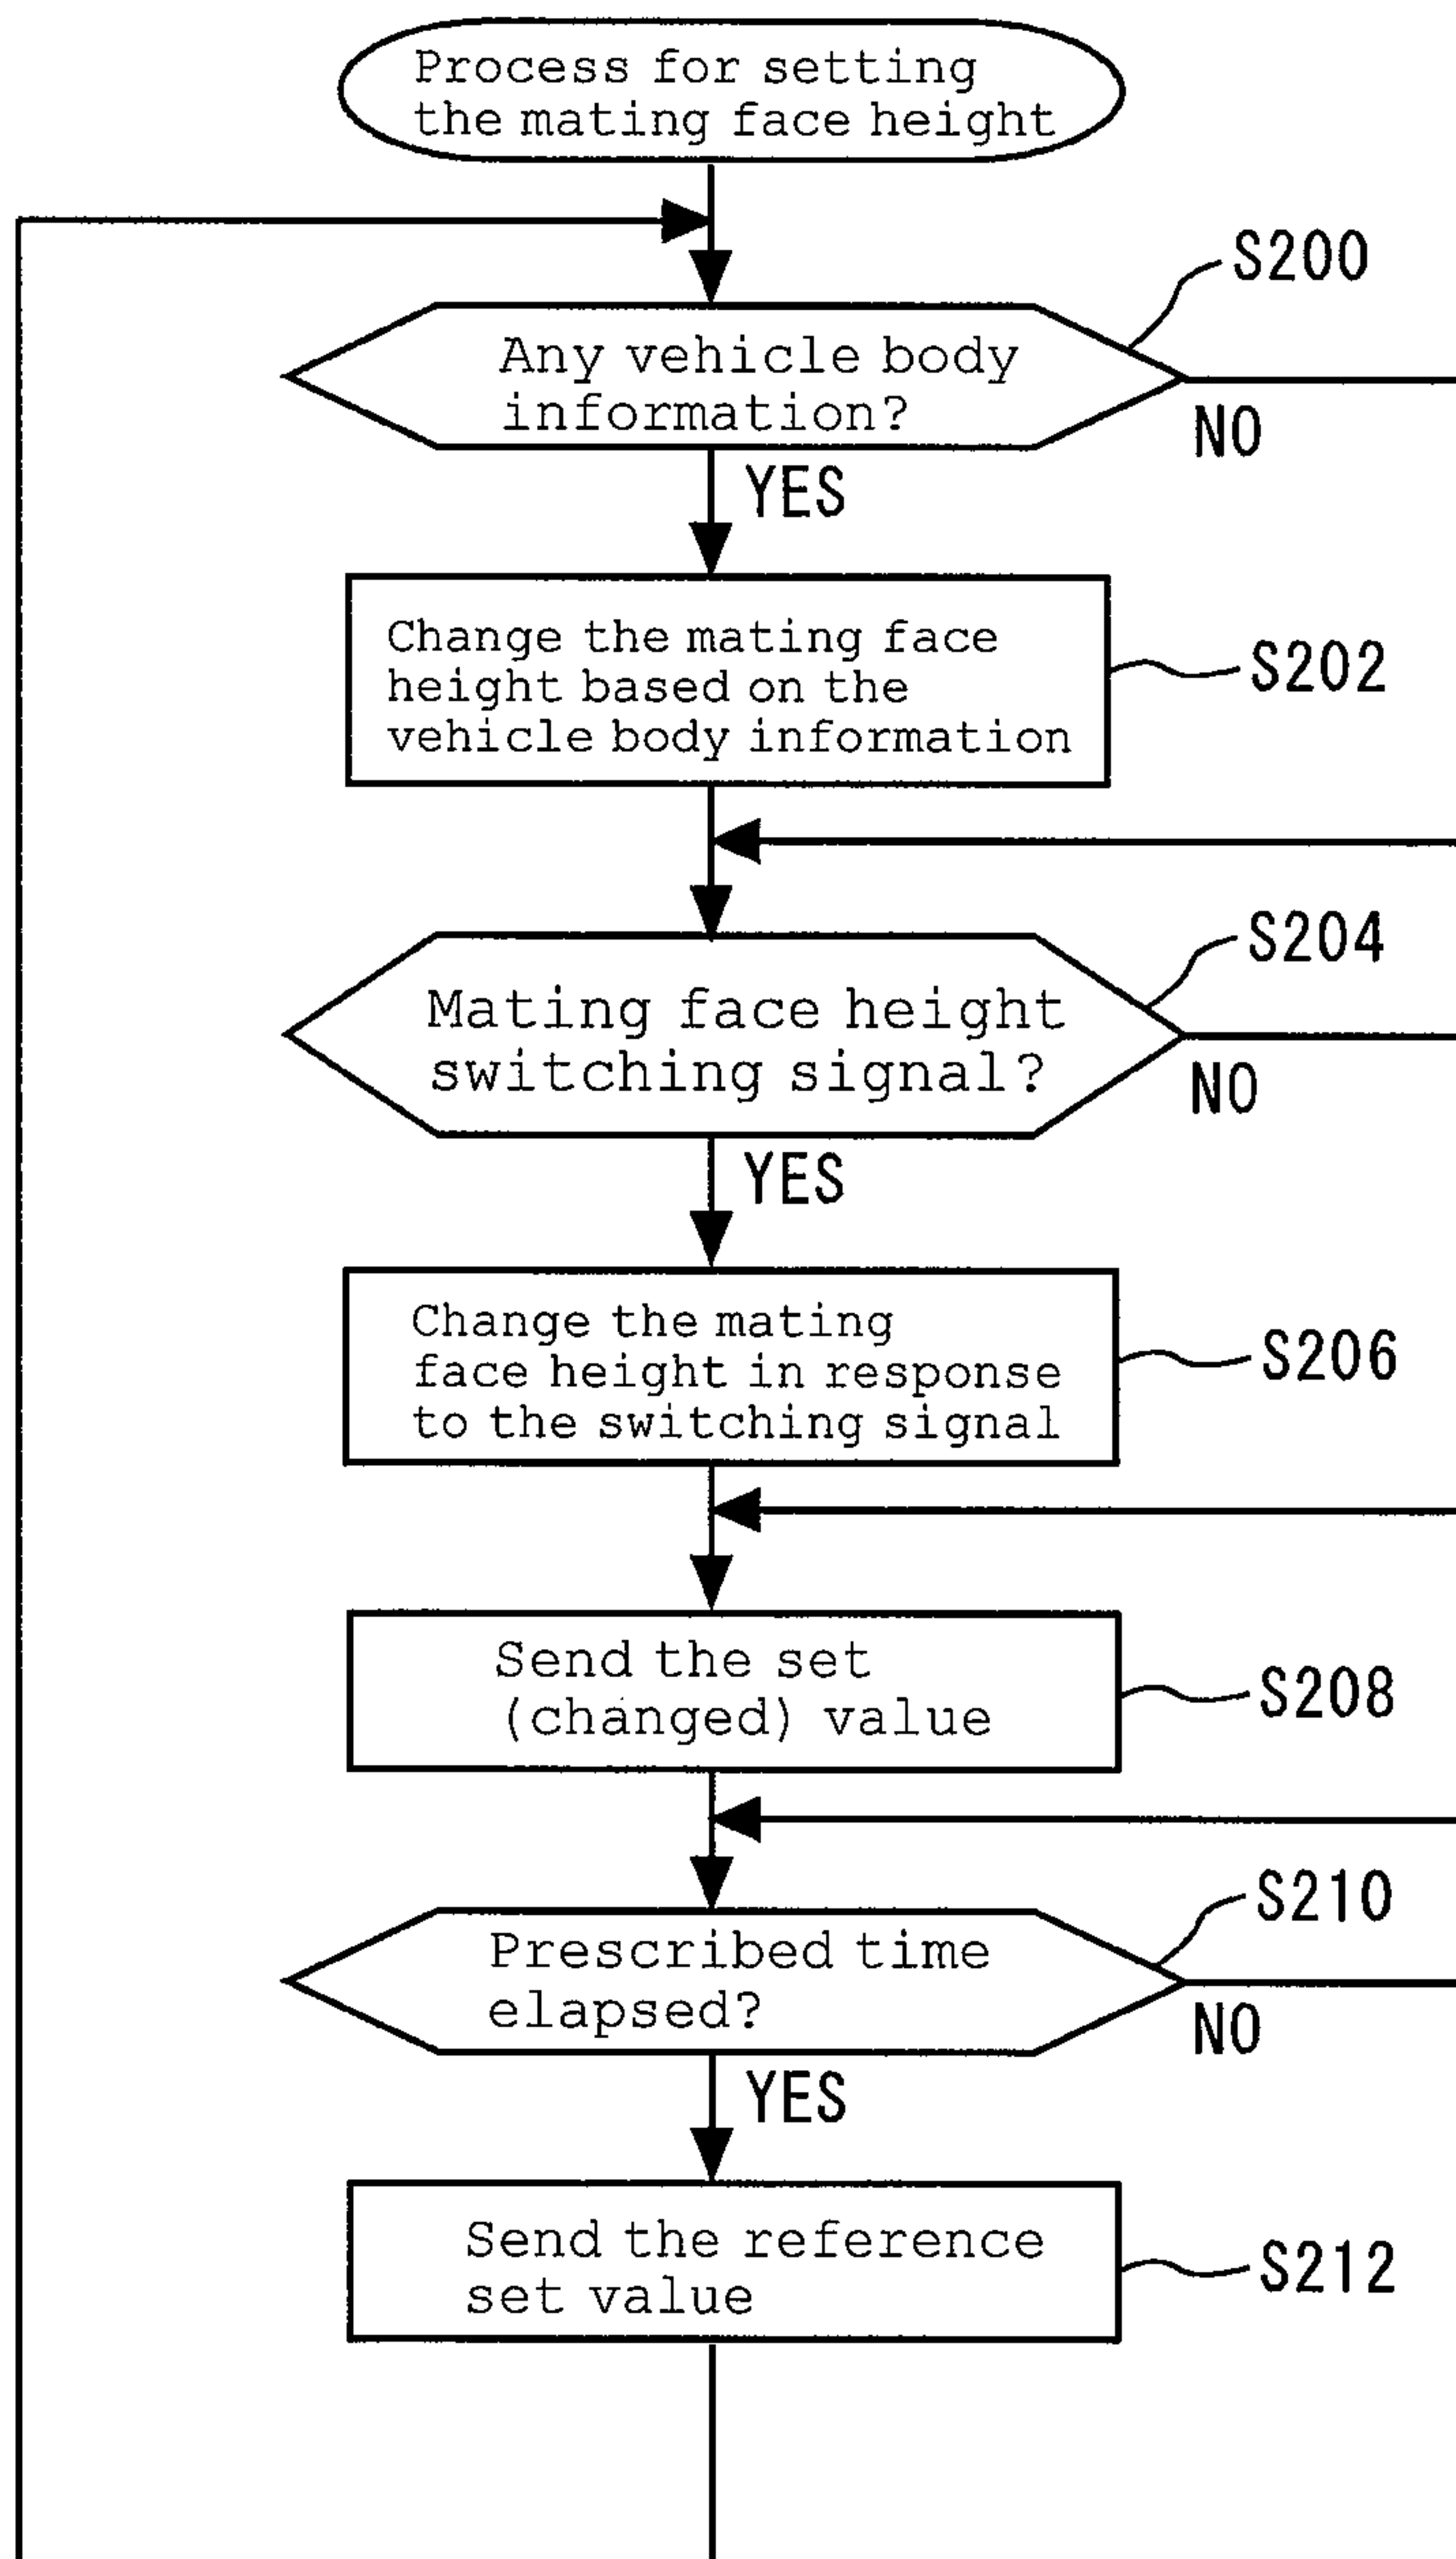 Process for setting
the mating face height
S200
Any vehicle body
information?
NO
YES
Change the mating face
height based on the
vehicle body information
S202
S204
Mating face height
switching signal?
NO
YES
Change the mating
face height in response
to the switching signal
S206
Send the set
(changed) value
S208
S210
Prescribed time
elapsed?
NO
YES
Send the reference
set value
S212